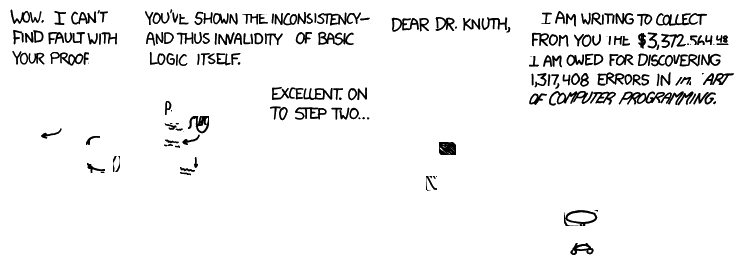 WOW. I CAN'T
FIND FAULT WITH
YOUR PROOF.
YOU'VE SHOWN THE INCONSISTENCY—
AND THUS INVALIDITY OF BASIC
LOGIC ITSELF.
EXCELLENT. ON
TO STEP TWO...
DEAR DR. KNUTH,
I AM WRITING TO COLLECT
FROM YOU THE $3,372,564.48
I AM OWED FOR DISCOVERING
1,317,408 ERRORS IN ART
OF COMPUTER PROGRAMMING.